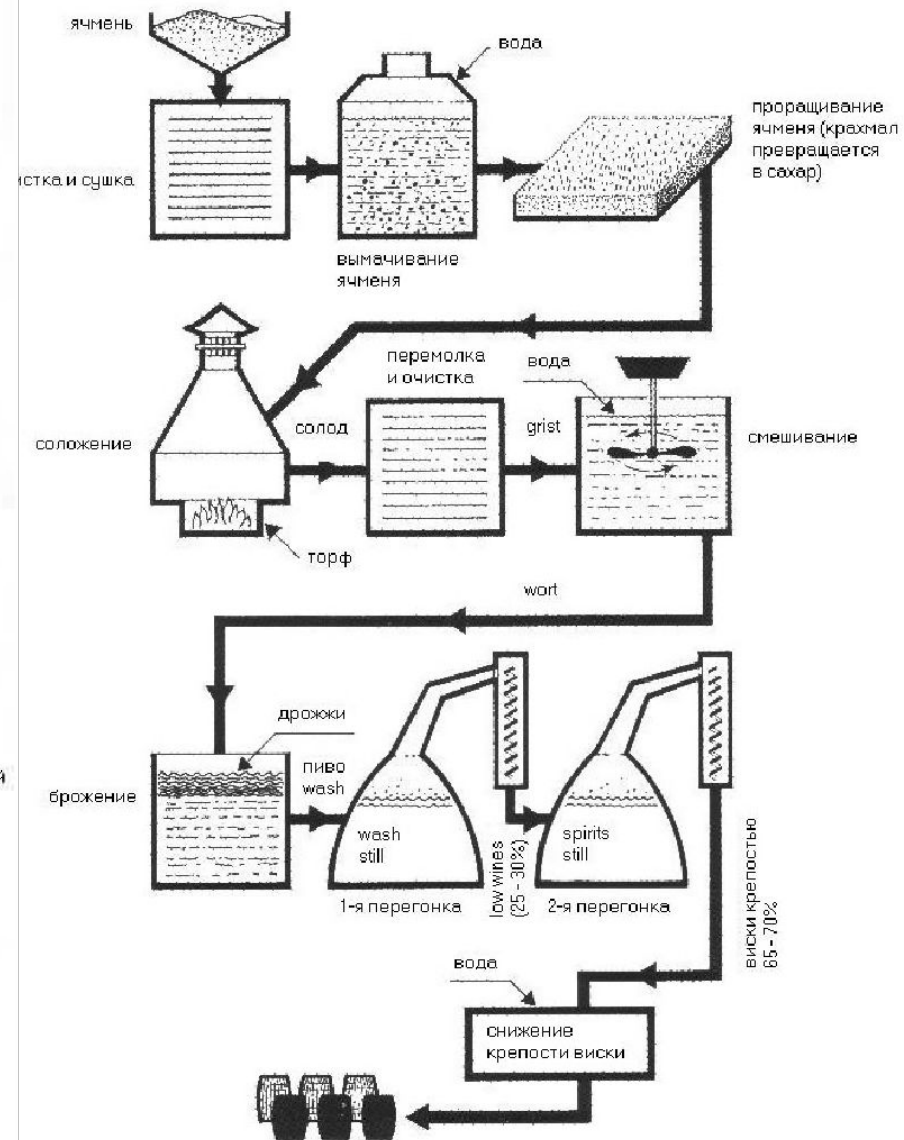 ячмень
вода
проращивание
ячменя (крахмал
превращается
в сахар)
истка и сушка
вымачивание
ячменя
перемолка
и очистка
вода
соложение
солод
grist
смешивание
торф
wort
дрожжи
й
брожение
пиво
wash
wash
still
low wines
(25 - 30%)
spirits
still
виски крепостью
65 - 70%
1-я перегонка
2-я перегонка
вода
снижение
крепости виски